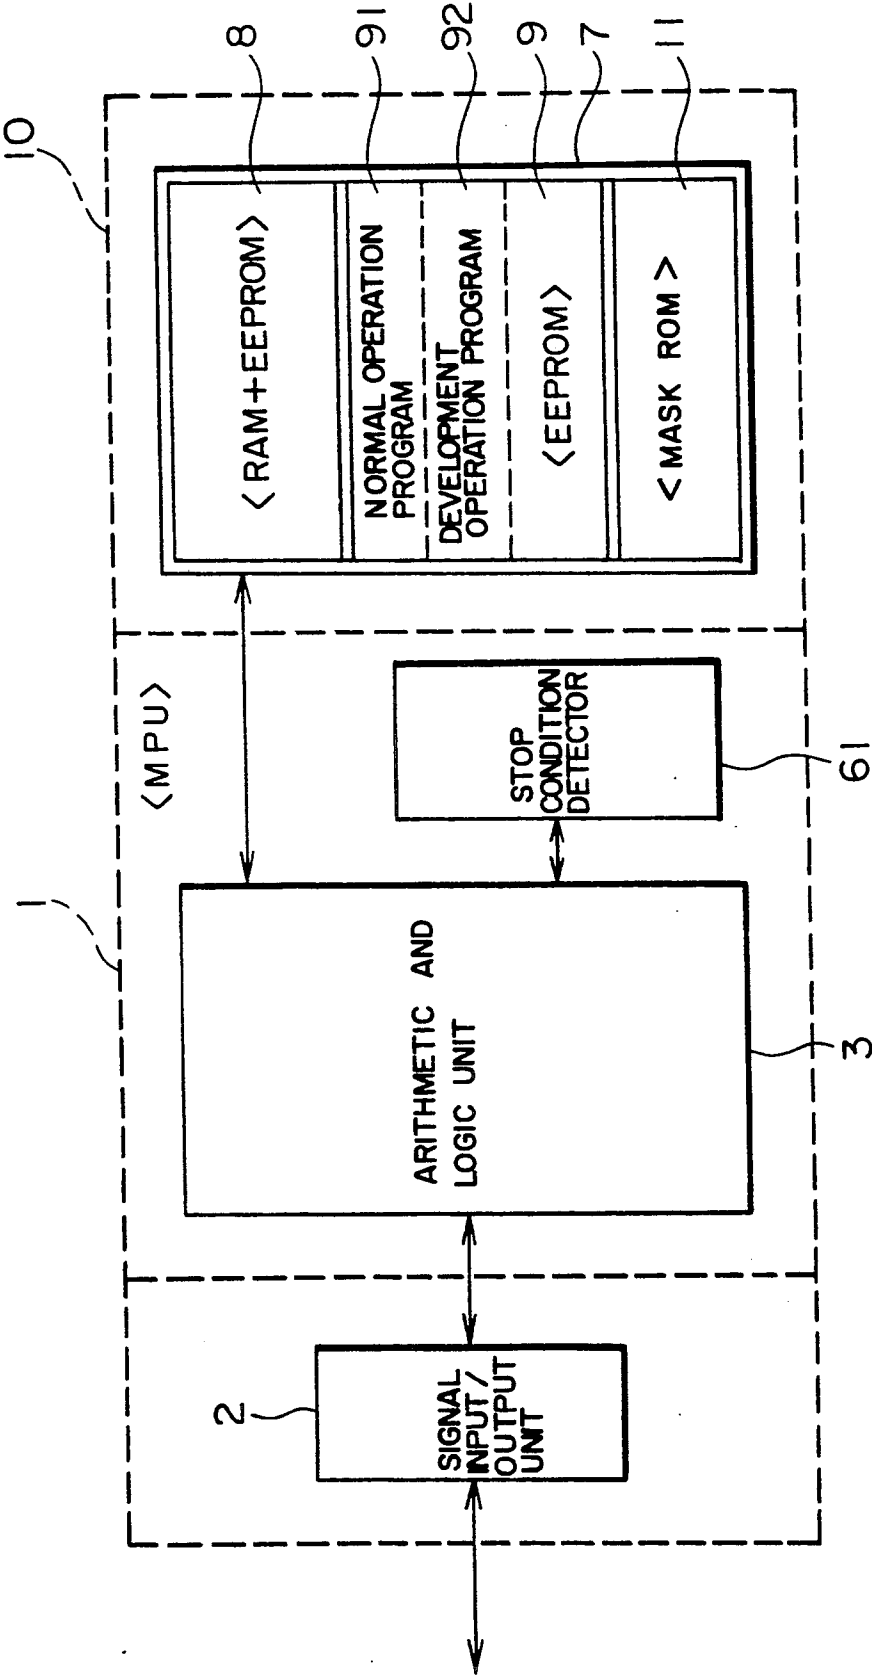 10
1
8
91
92
9
7
11
<RAM+EEPROM>
NORMAL OPERATION
PROGRAM
DEVELOPMENT
OPERATION PROGRAM
<EEPROM>
<MASK ROM>
<MPU>
STOP
CONDITION
DETECTOR
61
ARITHMETIC AND
LOGIC UNIT
3
2
SIGNAL
INPUT/
OUTPUT
UNIT